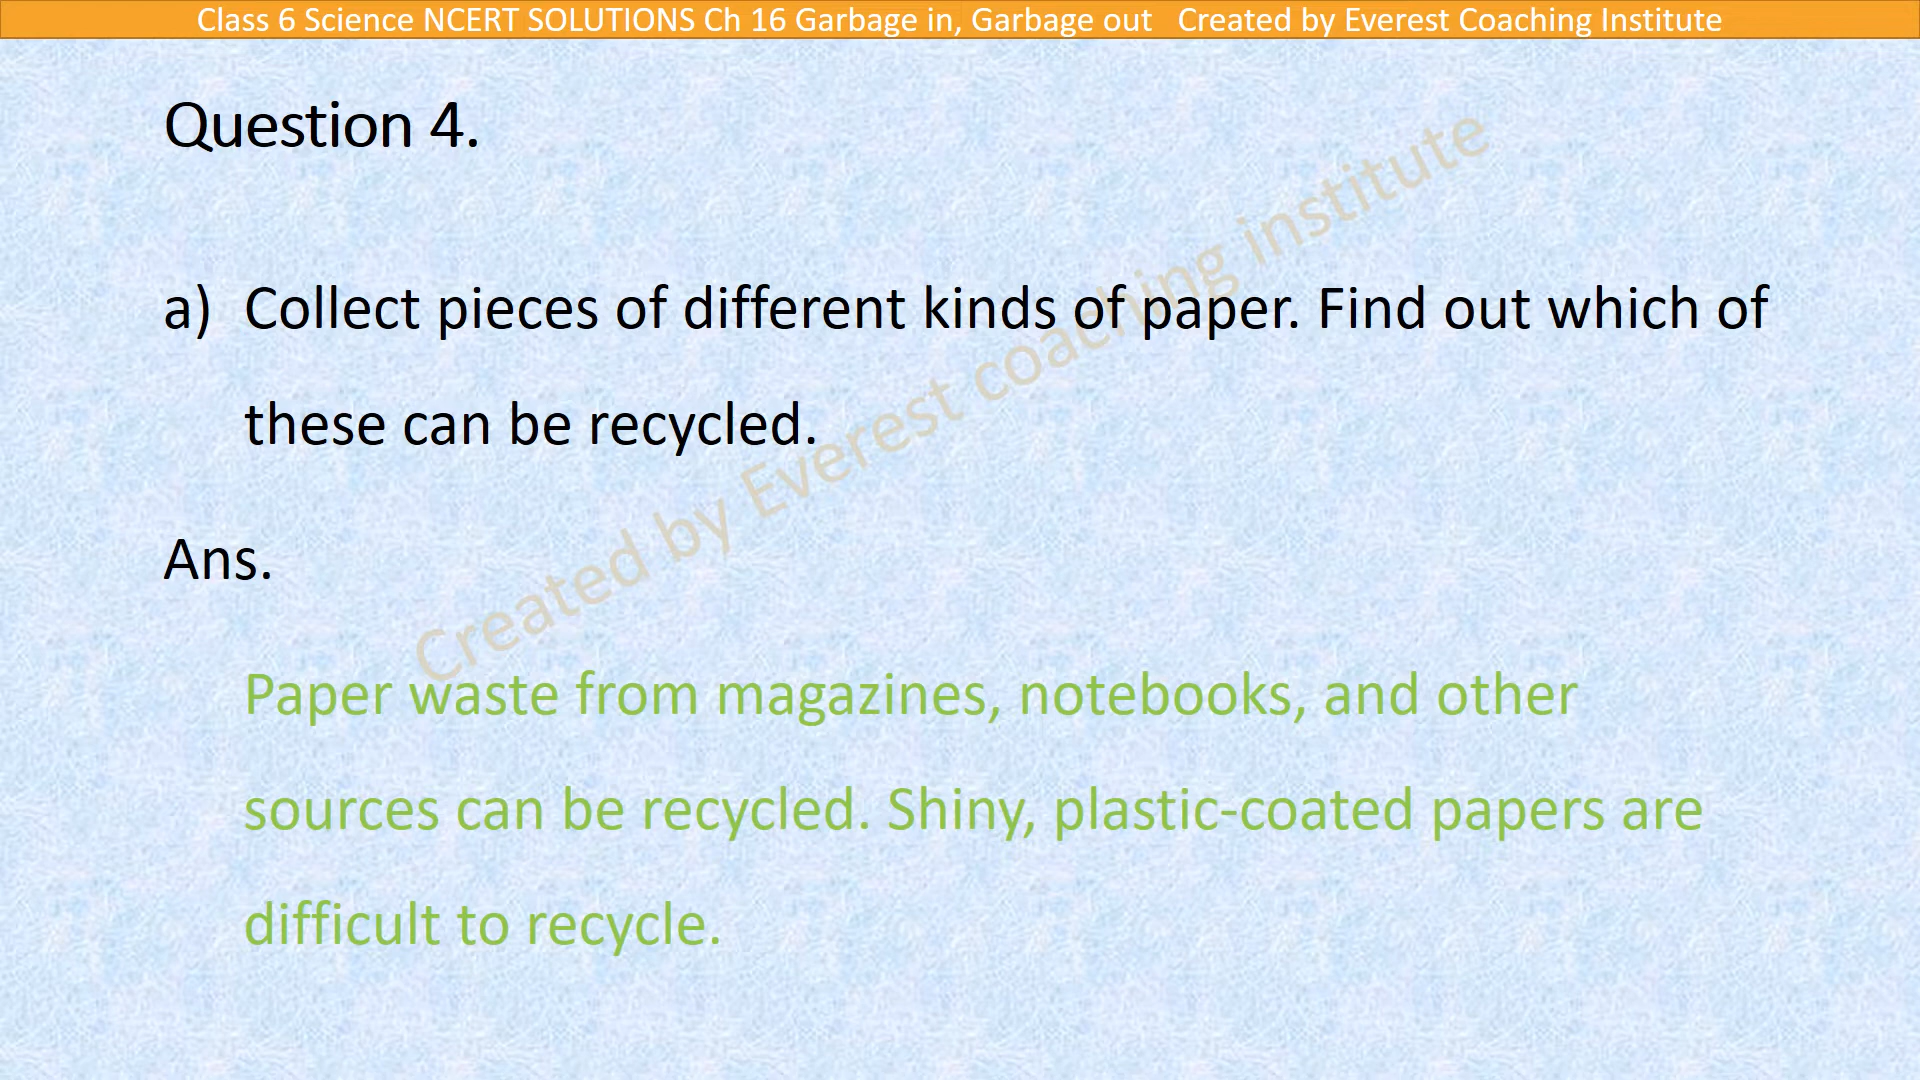 Class 6 Science NCERT SOLUTIONS Ch 16 Garbage in, Garbage out Created by Everest Coaching Institute
Question 4.
a) Collect pieces of different kinds of paper. Find out which of
these can be recycled.
Created by Everest coaching institute
Ans.
Paper waste from magazines, notebooks, and other
sources can be recycled. Shiny, plastic-coated papers are
difficult to recycle.